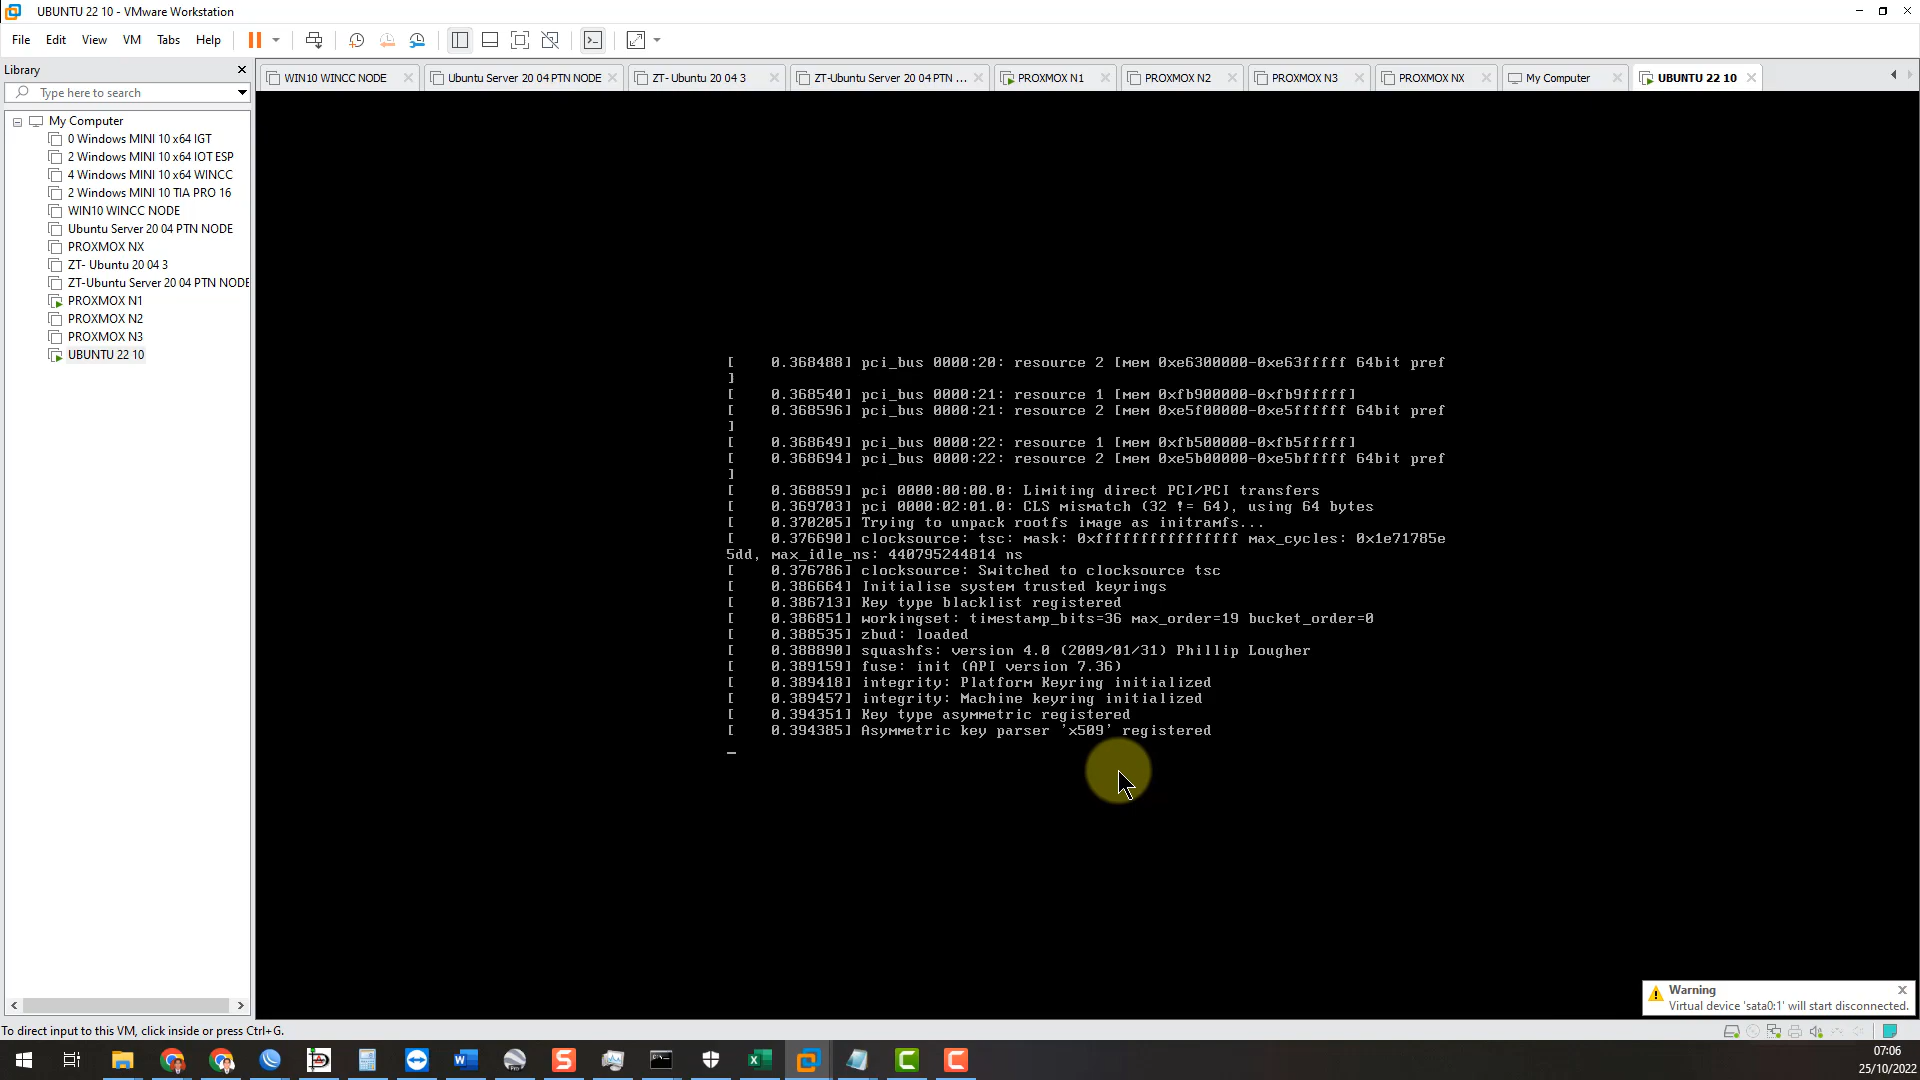 UBUNTU 22 10 - VMware Workstation
File Edit View VM Tabs Help
Library
Type here to search
WIN10 WINCC NODE
Ubuntu Server 20 04 PTN NODE
ZT- Ubuntu 20 04 3
ZT-Ubuntu Server 20 04 PTN ...
PROXMOX N1
PROXMOX N2
PROXMOX N3
PROXMOX NX
My Computer
UBUNTU 22 10
My Computer
0 Windows MINI 10 x64 IGT
2 Windows MINI 10 x64 IOT ESP
4 Windows MINI 10 x64 WINCC
2 Windows MINI 10 TIA PRO 16
WIN10 WINCC NODE
Ubuntu Server 20 04 PTN NODE
PROXMOX NX
ZT- Ubuntu 20 04 3
ZT-Ubuntu Server 20 04 PTN NODE
PROXMOX N1
PROXMOX N2
PROXMOX N3
UBUNTU 22 10
[    0.368488] pci_bus 0000:20: resource 2 [mem 0xe6300000-0xe63fffff 64bit pref
]
[    0.368540] pci_bus 0000:21: resource 1 [mem 0xfb900000-0xfb9fffff]
[    0.368596] pci_bus 0000:21: resource 2 [mem 0xe5f00000-0xe5ffffff 64bit pref
]
[    0.368649] pci_bus 0000:22: resource 1 [mem 0xfb500000-0xfb5fffff]
[    0.368694] pci_bus 0000:22: resource 2 [mem 0xe5b00000-0xe5bfffff 64bit pref
]
[    0.368859] pci 0000:00:00.0: Limiting direct PCI/PCI transfers
[    0.369703] pci 0000:02:01.0: CLS mismatch (32 != 64), using 64 bytes
[    0.370205] Trying to unpack rootfs image as initramfs...
[    0.376690] clocksource: tsc: mask: 0xffffffffffffffff max_cycles: 0x1e71785e
5dd, max_idle_ns: 440795244814 ns
[    0.376786] clocksource: Switched to clocksource tsc
[    0.386664] Initialise system trusted keyrings
[    0.386713] Key type blacklist registered
[    0.386851] workingset: timestamp_bits=36 max_order=19 bucket_order=0
[    0.388535] zbud: loaded
[    0.388890] squashfs: version 4.0 (2009/01/31) Phillip Lougher
[    0.389159] fuse: init (API version 7.36)
[    0.389418] integrity: Platform Keyring initialized
[    0.389457] integrity: Machine keyring initialized
[    0.394351] Key type asymmetric registered
[    0.394385] Asymmetric key parser 'x509' registered
_
Warning
Virtual device 'sata0:1' will start disconnected.
To direct input to this VM, click inside or press Ctrl+G.
07:06
25/10/2022